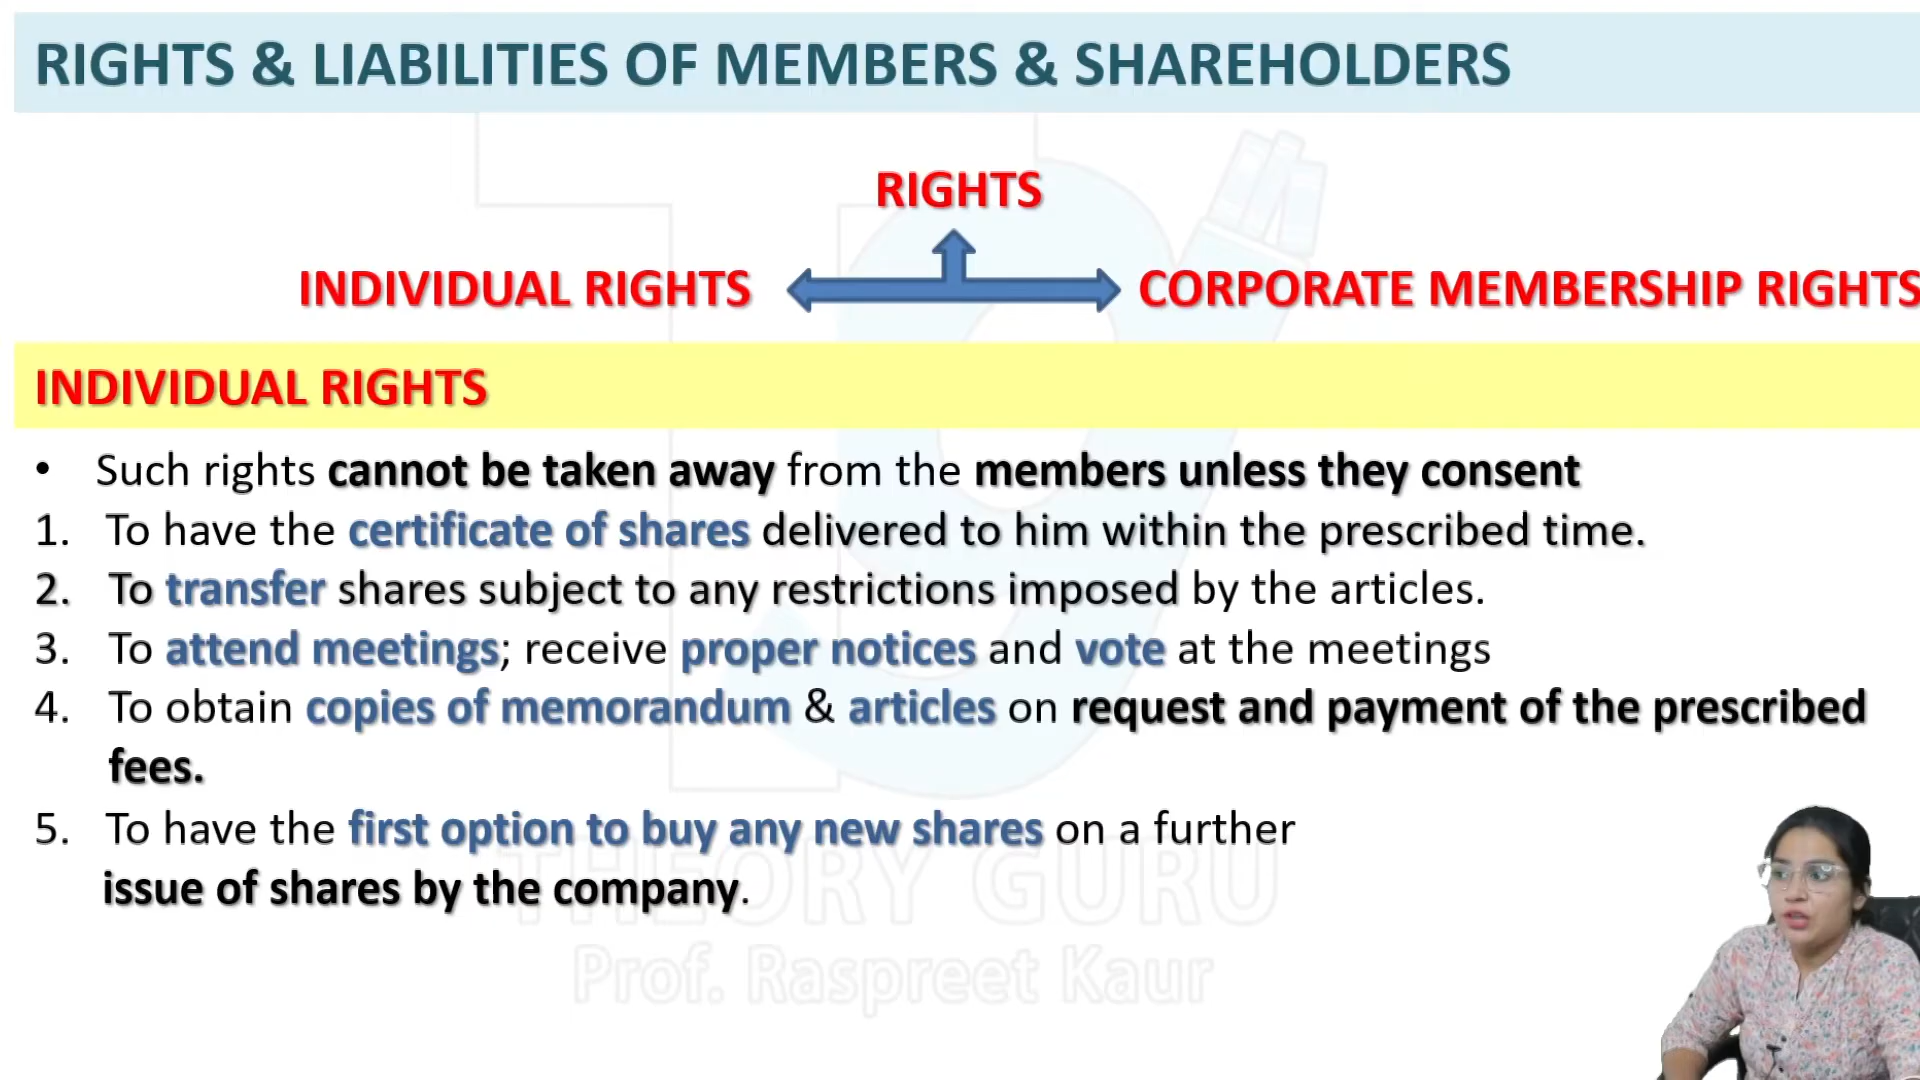 RIGHTS & LIABILITIES OF MEMBERS & SHAREHOLDERS
RIGHTS
INDIVIDUAL RIGHTS
CORPORATE MEMBERSHIP RIGHTS
INDIVIDUAL RIGHTS
• Such rights cannot be taken away from the members unless they consent
1. To have the certificate of shares delivered to him within the prescribed time.
2. To transfer shares subject to any restrictions imposed by the articles.
3. To attend meetings; receive proper notices and vote at the meetings
4. To obtain copies of memorandum & articles on request and payment of the prescribed
fees.
5. To have the first option to buy any new shares on a further
issue of shares by the company.
THEORY GURU
Prof. Raspreet Kaur